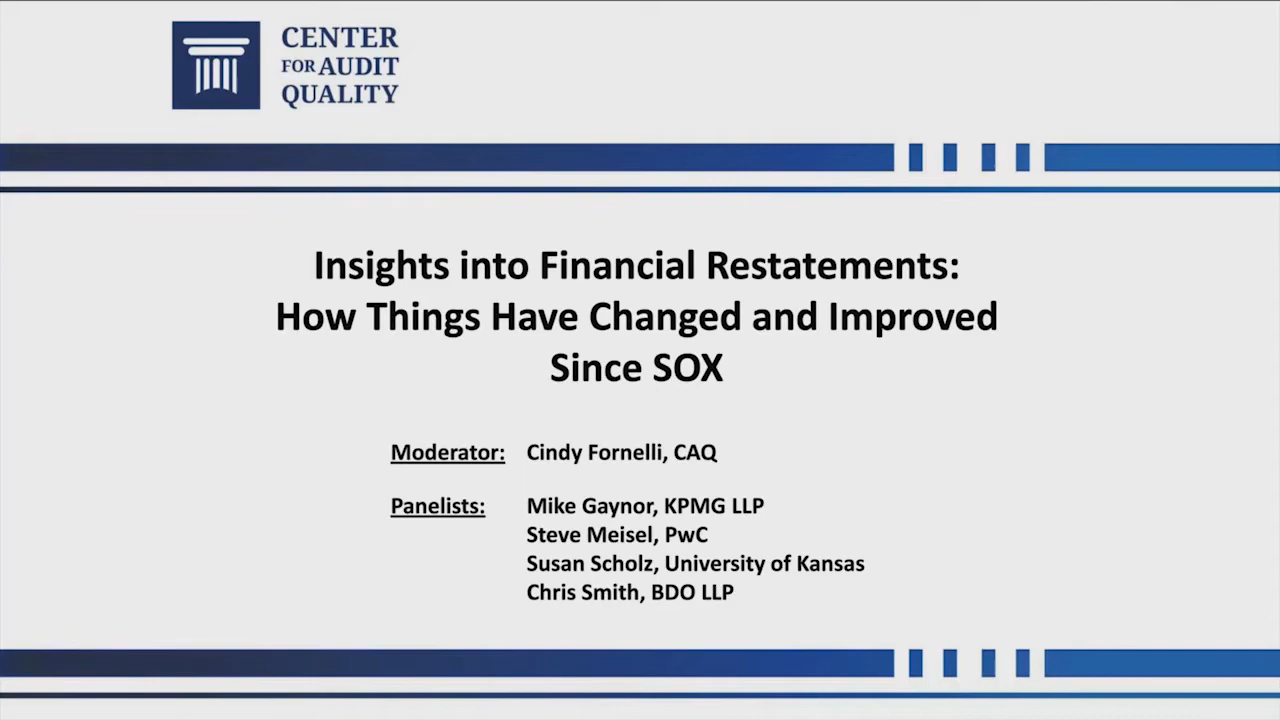 CENTER
FOR AUDIT
QUALITY
Insights into Financial Restatements:
How Things Have Changed and Improved
Since SOX
Moderator: Cindy Fornelli, CAQ
Panelists: Mike Gaynor, KPMG LLP
Steve Meisel, PwC
Susan Scholz, University of Kansas
Chris Smith, BDO LLP